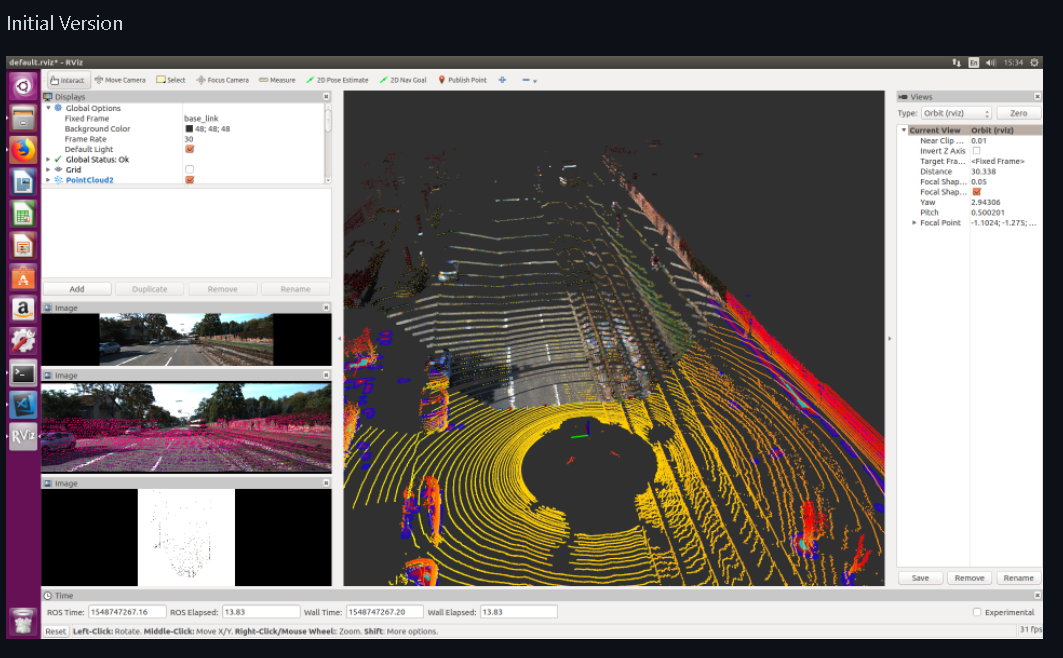 Initial Version
default.rviz* - RViz
En 15:34
Interact Move Camera Select Focus Camera Measure 2D Pose Estimate 2D Nav Goal Publish Point
Displays
Global Options
Fixed Frame base_link
Background Color 48; 48; 48
Frame Rate 30
Default Light
Global Status: Ok
Grid
PointCloud2
Add Duplicate Remove Rename
Image
Image
Image
RViz
Views
Type: Orbit (rviz) Zero
Current View Orbit (rviz)
Near Clip ... 0.01
Invert Z Axis
Target Fra... <Fixed Frame>
Distance 30.338
Focal Shap... 0.05
Focal Shap...
Yaw 2.94306
Pitch 0.500201
Focal Point -1.1024; -1.275; ...
Save Remove Rename
Time
ROS Time: 1548747267.16 ROS Elapsed: 13.83 Wall Time: 1548747267.20 Wall Elapsed: 13.83 Experimental
Reset Left-Click: Rotate. Middle-Click: Move X/Y. Right-Click/Mouse Wheel: Zoom. Shift: More options. 31 fps